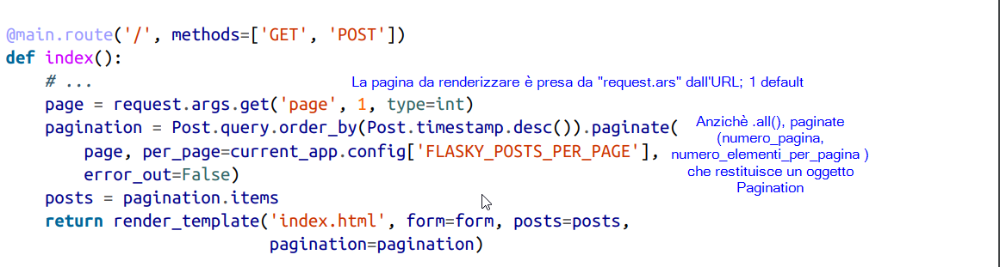 @main.route('/', methods=['GET', 'POST'])
def index():
    # ...
La pagina da renderizzare è presa da "request.ars" dall'URL; 1 default
    page = request.args.get('page', 1, type=int)
    pagination = Post.query.order_by(Post.timestamp.desc()).paginate(
        page, per_page=current_app.config['FLASKY_POSTS_PER_PAGE'],
        error_out=False)
Anzichè .all(), paginate
(numero_pagina,
numero_elementi_per_pagina )
che restituisce un oggetto
Pagination
    posts = pagination.items
    return render_template('index.html', form=form, posts=posts,
                           pagination=pagination)